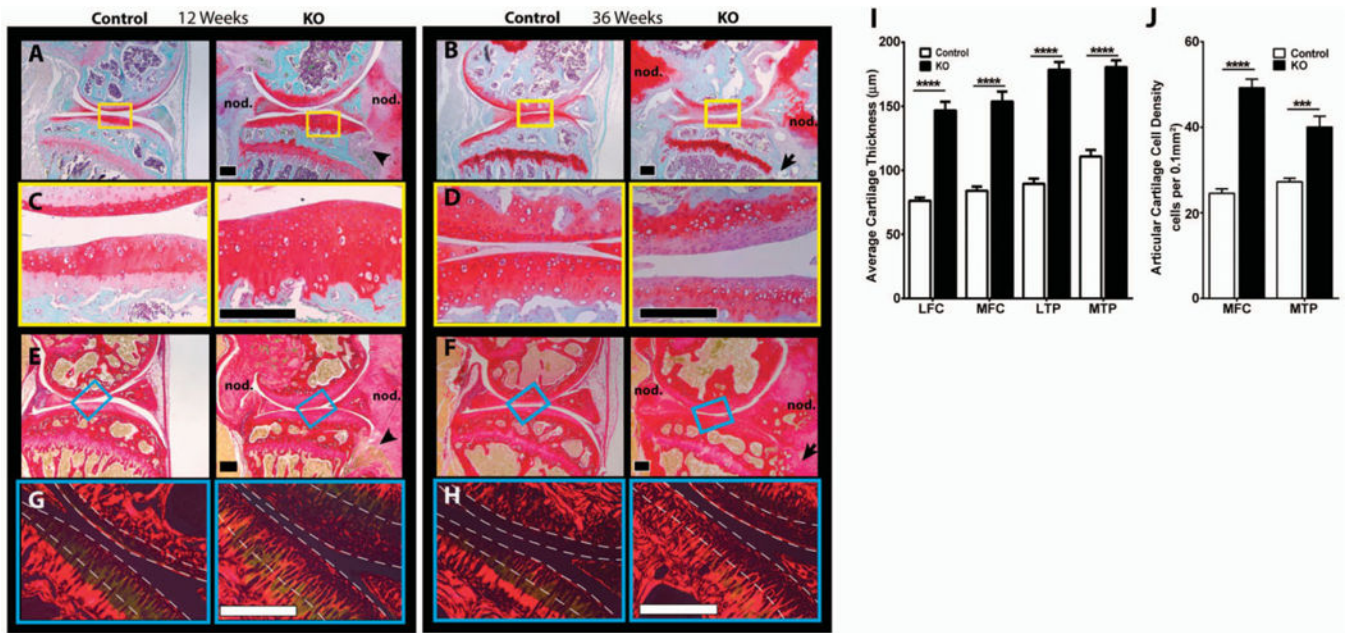 Control 12 Weeks KO
Control 36 Weeks KO
A
nod.
nod.
B
nod.
nod.
C
D
E
nod.
nod.
F
nod.
nod.
G
H
I
Average Cartilage Thickness (μm)
200
150
100
50
0
Control
KO
****
****
****
****
LFC MFC LTP MTP
J
Articular Cartilage Cell Density
cells per 0.1mm²
60
40
20
0
Control
KO
****
***
MFC MTP